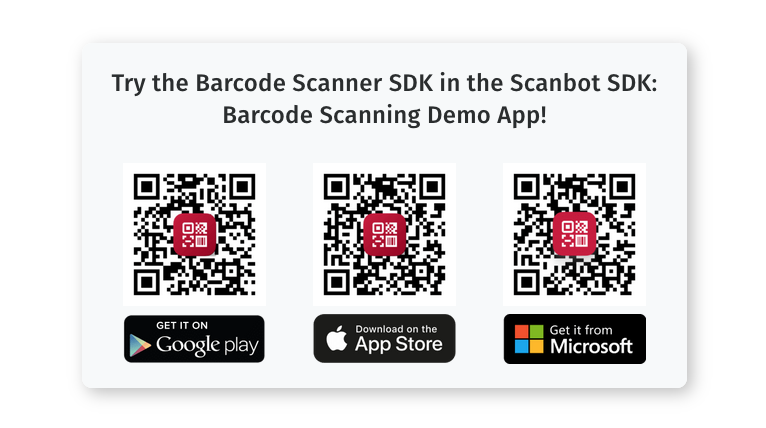 Try the Barcode Scanner SDK in the Scanbot SDK:
Barcode Scanning Demo App!
GET IT ON
Google play
Download on the
App Store
Get it from
Microsoft